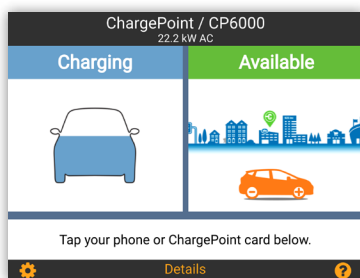 ChargePoint / CP6000
22.2 kW AC
Charging
Available
Tap your phone or ChargePoint card below.
Details
?